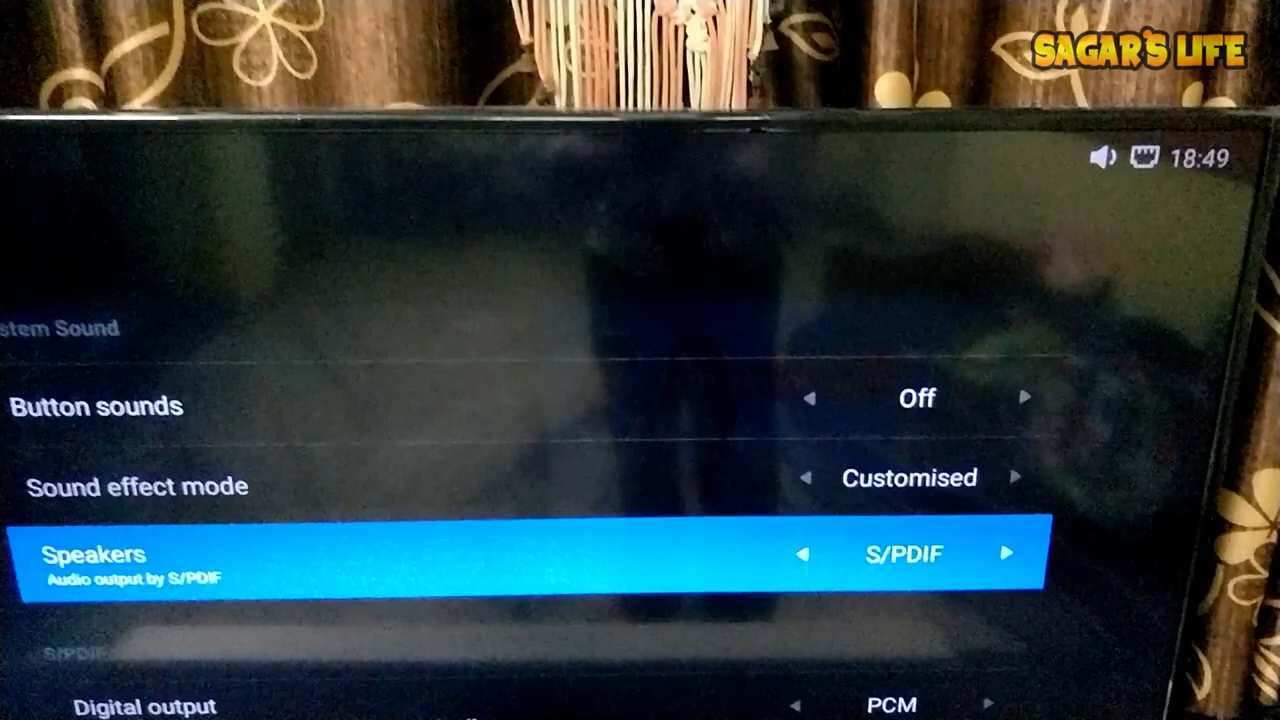 SAGAR'S LIFE
18:49
stem Sound
Button sounds
Off
Sound effect mode
Customised
Speakers
S/PDIF
Audio output by S/PDIF
S/PDIF
Digital output
PCM